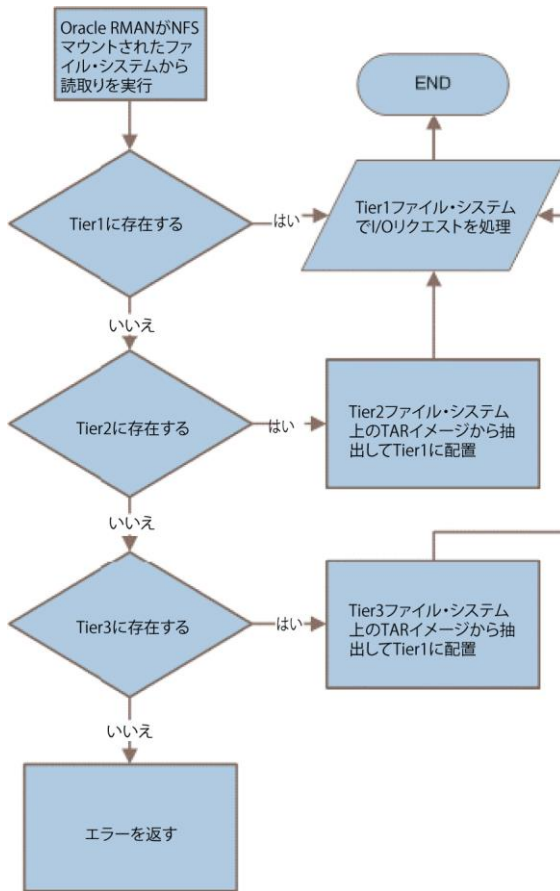 Oracle RMANがNFS
マウントされたファ
イル・システムから
読取りを実行
END
Tier1に存在する
はい
Tier1ファイル・システム
でI/Oリクエストを処理
いいえ
Tier2に存在する
はい
Tier2ファイル・システム
上のTARイメージから抽
出してTier1に配置
いいえ
Tier3に存在する
はい
Tier3ファイル・システム
上のTARイメージから抽
出してTier1に配置
いいえ
エラーを返す